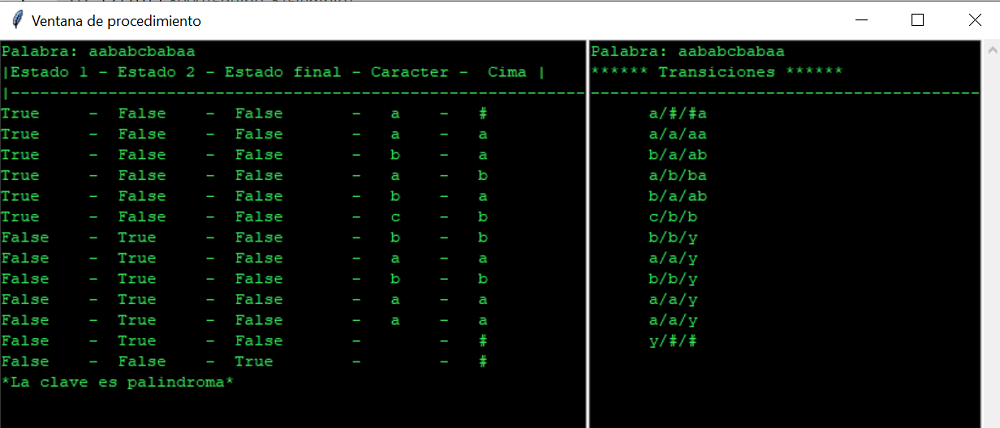 Ventana de procedimiento
Palabra: aababcbabaa
|Estado 1 - Estado 2 - Estado final - Caracter -  Cima |
|----------------------------------------------------------
True     -  False    -  False       -   a    -   #
True     -  False    -  False       -   a    -   a
True     -  False    -  False       -   b    -   a
True     -  False    -  False       -   a    -   b
True     -  False    -  False       -   b    -   a
True     -  False    -  False       -   c    -   b
False    -  True     -  False       -   b    -   b
False    -  True     -  False       -   a    -   a
False    -  True     -  False       -   b    -   b
False    -  True     -  False       -   a    -   a
False    -  True     -  False       -   a    -   a
False    -  True     -  False       -        -   #
False    -  False    -  True        -        -   #
*La clave es palindroma*
Palabra: aababcbabaa
****** Transiciones ******
----------------------------------------
a/#/#a
a/a/aa
b/a/ab
a/b/ba
b/a/ab
c/b/b
b/b/y
a/a/y
b/b/y
a/a/y
a/a/y
y/#/#